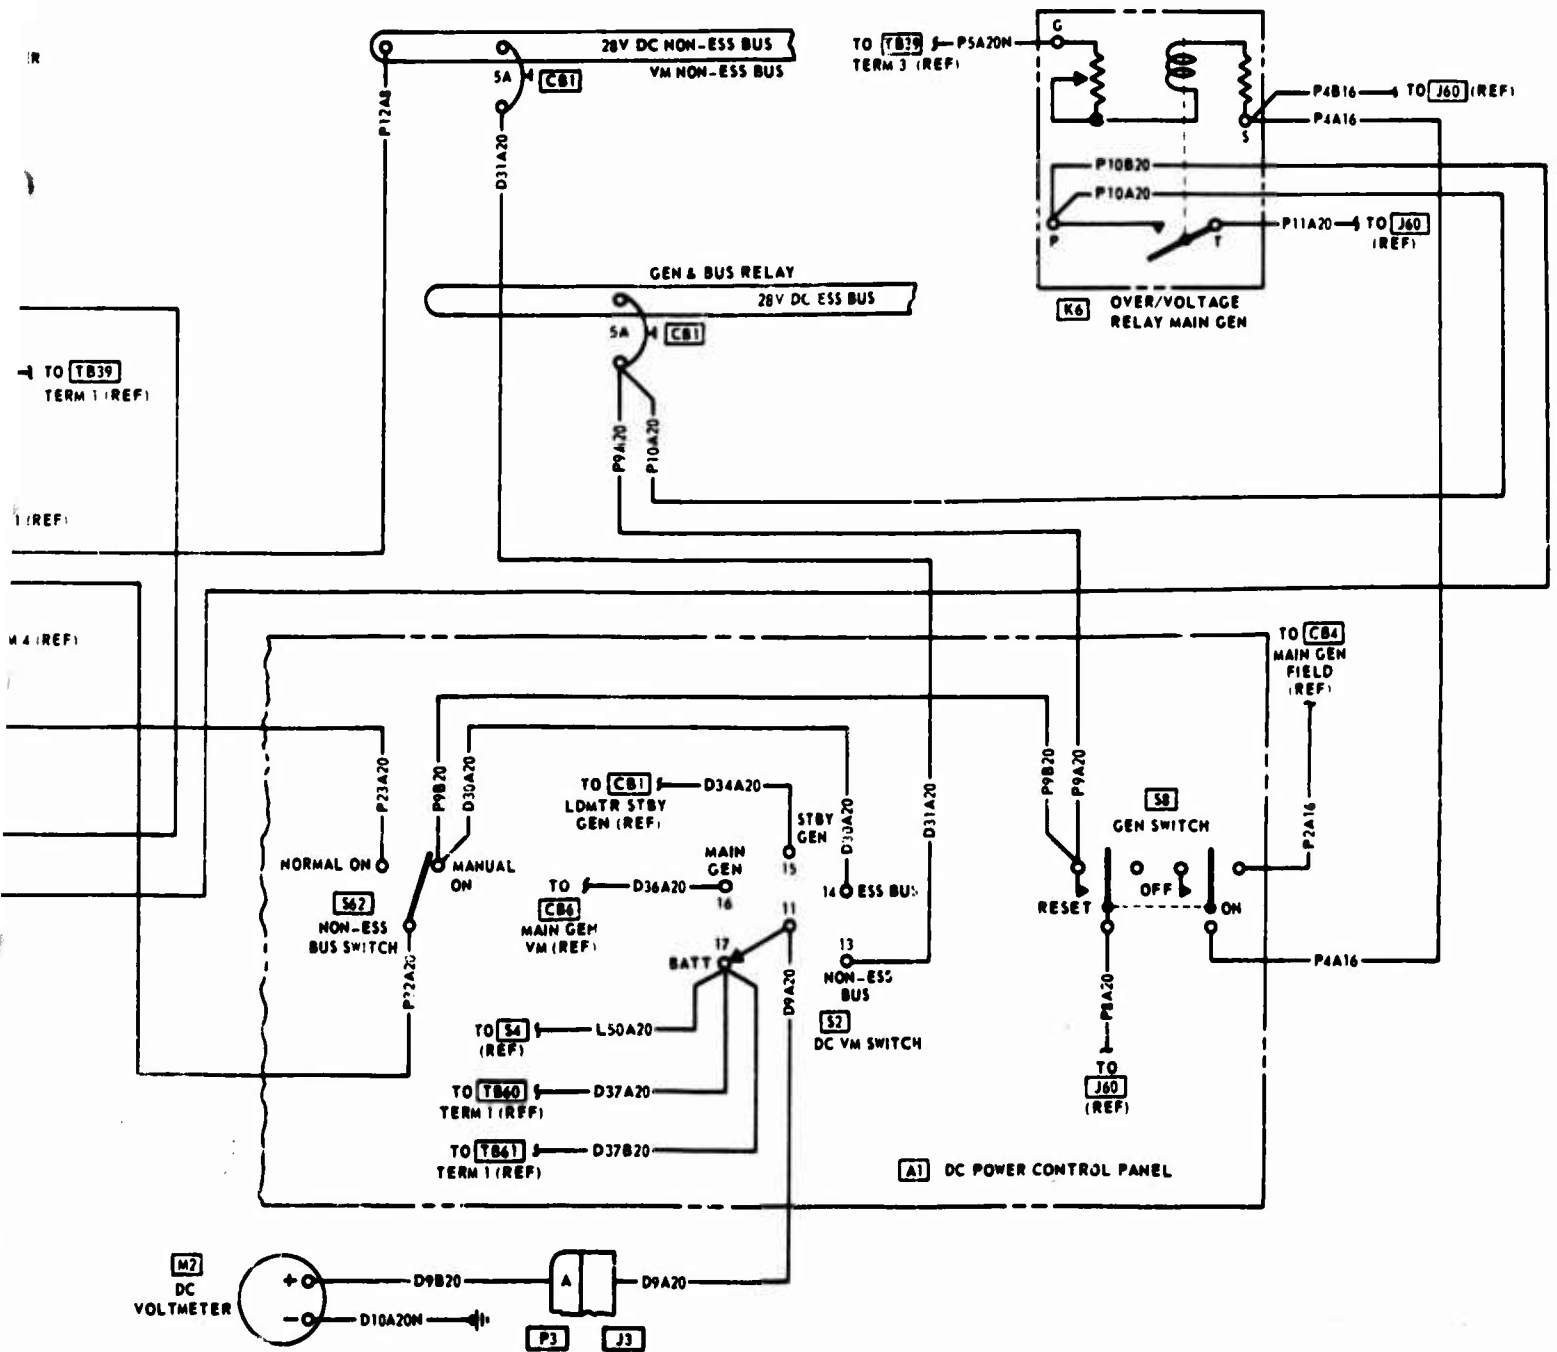 28V DC NON-ESS BUS
VM NON-ESS BUS
5A
CB1
P12A8
D31A20
TO TB39
TERM 3 (REF)
P5A20N
G
P4B16
TO J60 (REF)
P4A16
S
P10B20
P10A20
P
T
P11A20
TO J60
(REF)
K6
OVER/VOLTAGE
RELAY MAIN GEN
GEN & BUS RELAY
28V DC ESS BUS
5A
CB1
P9A20
P10A20
TO TB39
TERM 1 (REF)
1 (REF)
M 4 (REF)
TO CB4
MAIN GEN
FIELD
(REF)
P2A16
P23A20
P9B20
D30A20
NORMAL ON
MANUAL
ON
S62
NON-ESS
BUS SWITCH
P22A20
TO CB1
LDMTR STBY
GEN (REF)
D34A20
STBY
GEN
15
D30A20
D31A20
MAIN
GEN
16
TO
CB6
MAIN GEN
VM (REF)
D36A20
14
ESS BUS
11
17
BATT
D9A20
13
NON-ESS
BUS
S2
DC VM SWITCH
TO S4
(REF)
L50A20
TO TB60
TERM 1 (REF)
D37A20
TO TB61
TERM 1 (REF)
D37B20
P9B20
P9A20
S8
GEN SWITCH
RESET
OFF
ON
P4A16
P8A20
TO
J60
(REF)
A1 DC POWER CONTROL PANEL
M2
DC
VOLTMETER
+
D9B20
A
D9A20
-
D10A20N
P3
J3